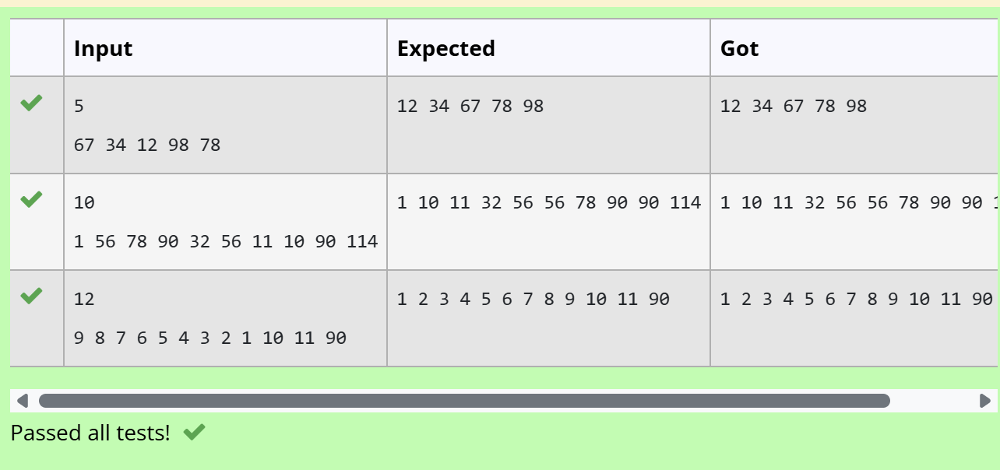 Input Expected Got
5 12 34 67 78 98 12 34 67 78 98
67 34 12 98 78
10 1 10 11 32 56 56 78 90 90 114 1 10 11 32 56 56 78 90 90
1 56 78 90 32 56 11 10 90 114
12 1 2 3 4 5 6 7 8 9 10 11 90 1 2 3 4 5 6 7 8 9 10 11 90
9 8 7 6 5 4 3 2 1 10 11 90
Passed all tests!